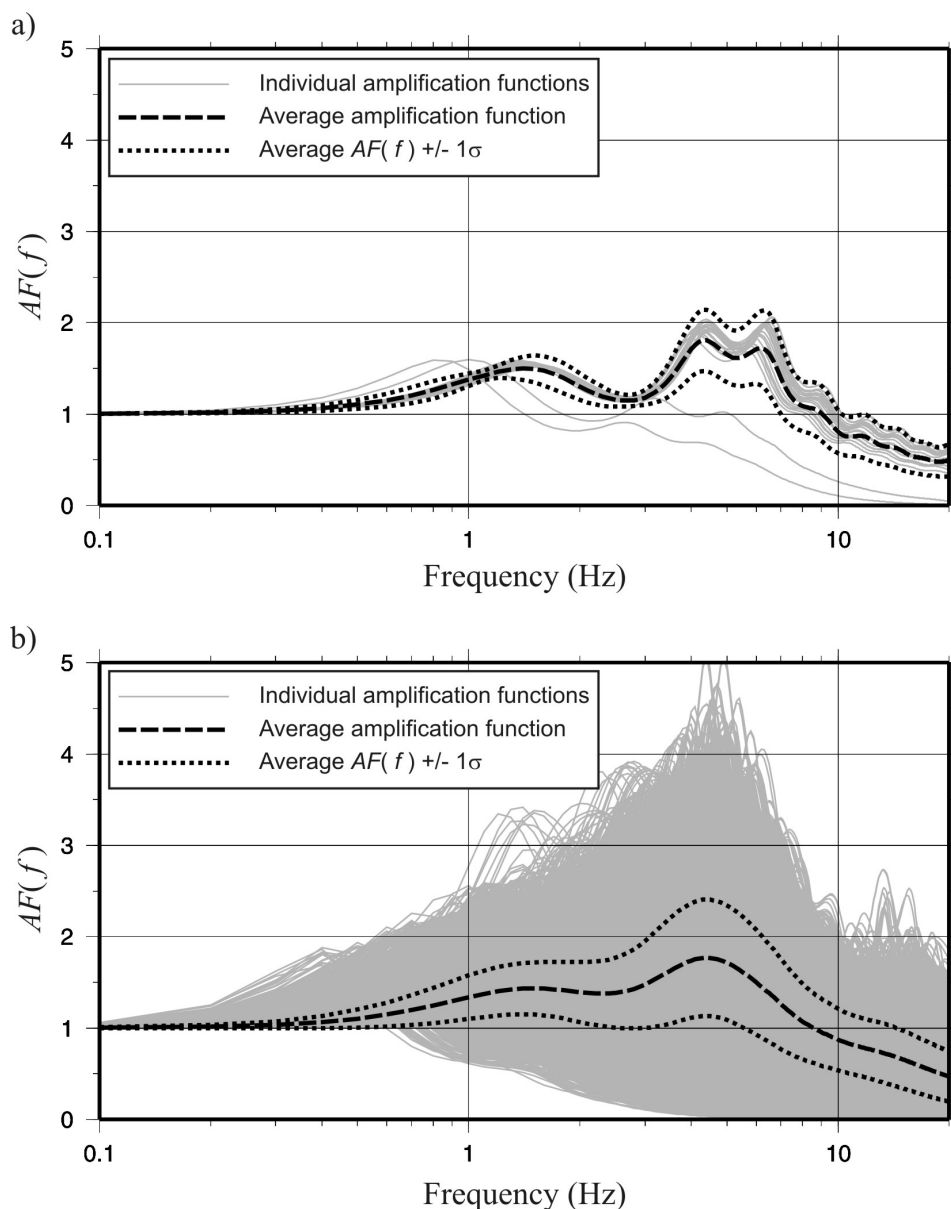 a)
5
Individual amplification functions
Average amplification function
Average AF( f ) +/- 1σ
4
3
AF( f )
2
1
0
0.1 1 10
Frequency (Hz)
b)
5
Individual amplification functions
Average amplification function
Average AF( f ) +/- 1σ
4
3
AF( f )
2
1
0
0.1 1 10
Frequency (Hz)